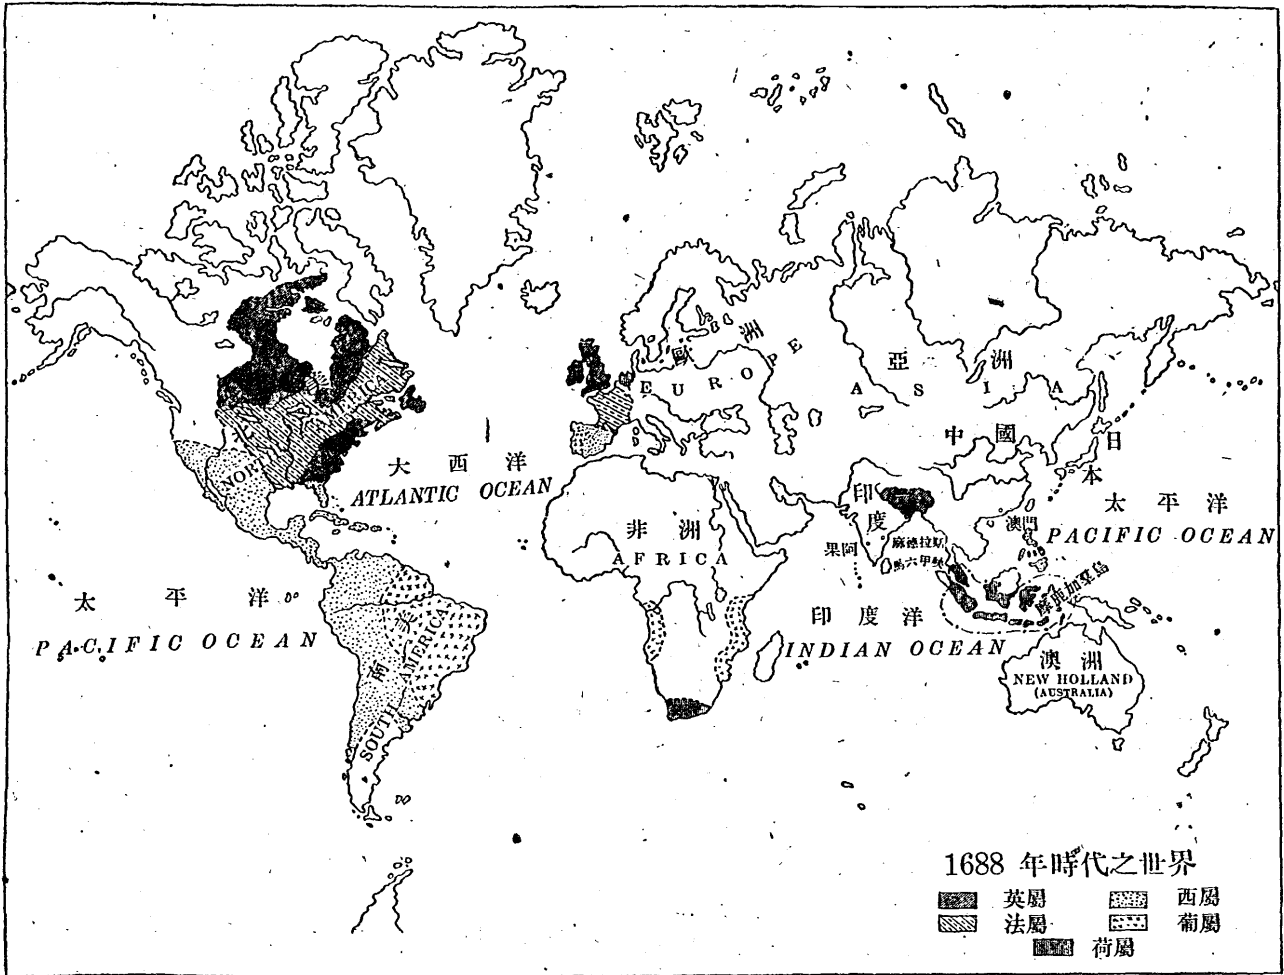 歐洲
EUROPE
亞洲
ASIA
中國
日本
大西洋
ATLANTIC OCEAN
太平洋
PACIFIC OCEAN
北美
NORTH AMERICA
非洲
AFRICA
印度
果阿
麻德拉斯
馬六甲
澳門
摩鹿加羣島
太平洋
PACIFIC OCEAN
印度洋
INDIAN OCEAN
南美
SOUTH AMERICA
澳洲
NEW HOLLAND
(AUSTRALIA)
1688 年時代之世界
英屬
西屬
法屬
葡屬
荷屬